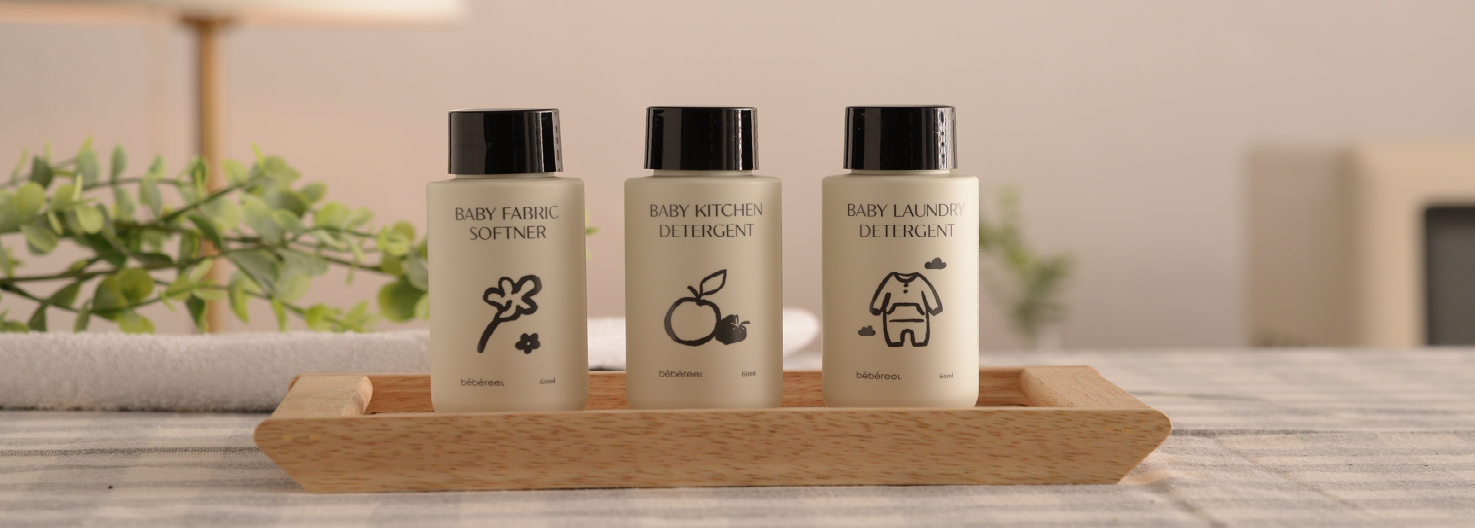 BABY FABRIC
SOFTNER
bébéreel
60ml
BABY KITCHEN
DETERGENT
bébéreel
60ml
BABY LAUNDRY
DETERGENT
bébéreel
60ml